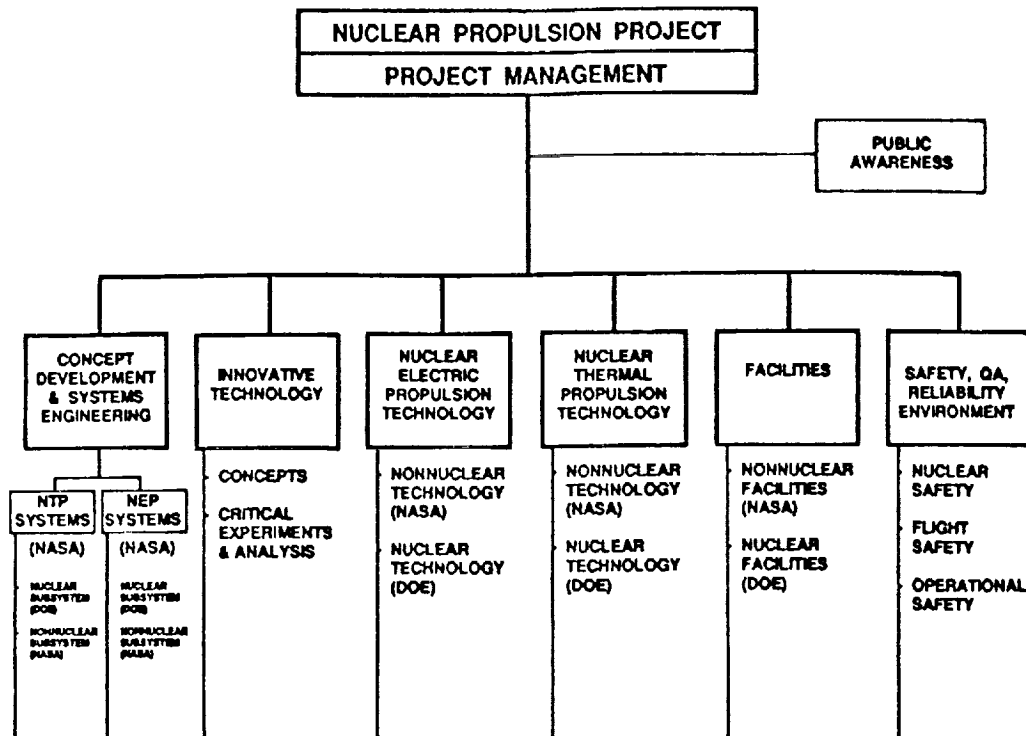 NUCLEAR PROPULSION PROJECT
PROJECT MANAGEMENT
PUBLIC
AWARENESS
CONCEPT
DEVELOPMENT
& SYSTEMS
ENGINEERING
NTP
SYSTEMS
(NASA)
NUCLEAR
SUBSYSTEM
(DOE)
NONNUCLEAR
SUBSYSTEM
(NASA)
NEP
SYSTEMS
(NASA)
NUCLEAR
SUBSYSTEM
(DOE)
NONNUCLEAR
SUBSYSTEM
(NASA)
INNOVATIVE
TECHNOLOGY
CONCEPTS
CRITICAL
EXPERIMENTS
& ANALYSIS
NUCLEAR
ELECTRIC
PROPULSION
TECHNOLOGY
NONNUCLEAR
TECHNOLOGY
(NASA)
NUCLEAR
TECHNOLOGY
(DOE)
NUCLEAR
THERMAL
PROPULSION
TECHNOLOGY
NONNUCLEAR
TECHNOLOGY
(NASA)
NUCLEAR
TECHNOLOGY
(DOE)
FACILITIES
NONNUCLEAR
FACILITIES
(NASA)
NUCLEAR
FACILITIES
(DOE)
SAFETY, QA,
RELIABILITY
ENVIRONMENT
NUCLEAR
SAFETY
FLIGHT
SAFETY
OPERATIONAL
SAFETY